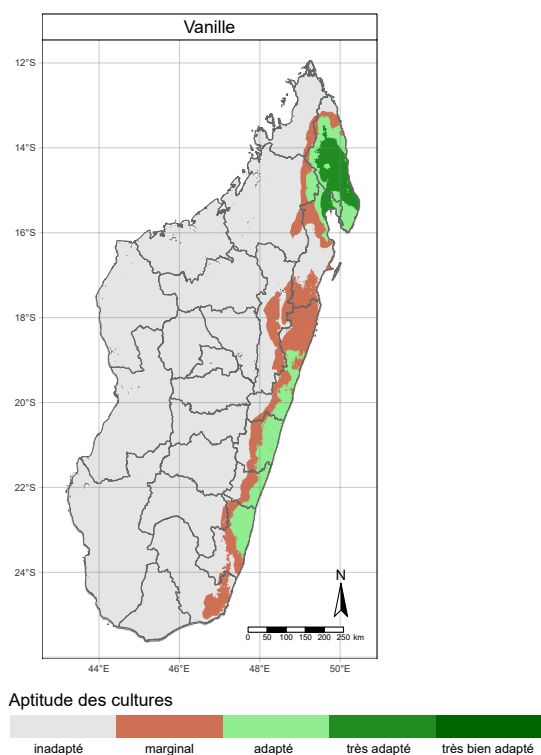 Vanille
12°S
14°S
16°S
18°S
20°S
22°S
24°S
N
0 50 100 150 200 250 km
44°E 46°E 48°E 50°E
Aptitude des cultures
inadapté marginal adapté très adapté très bien adapté